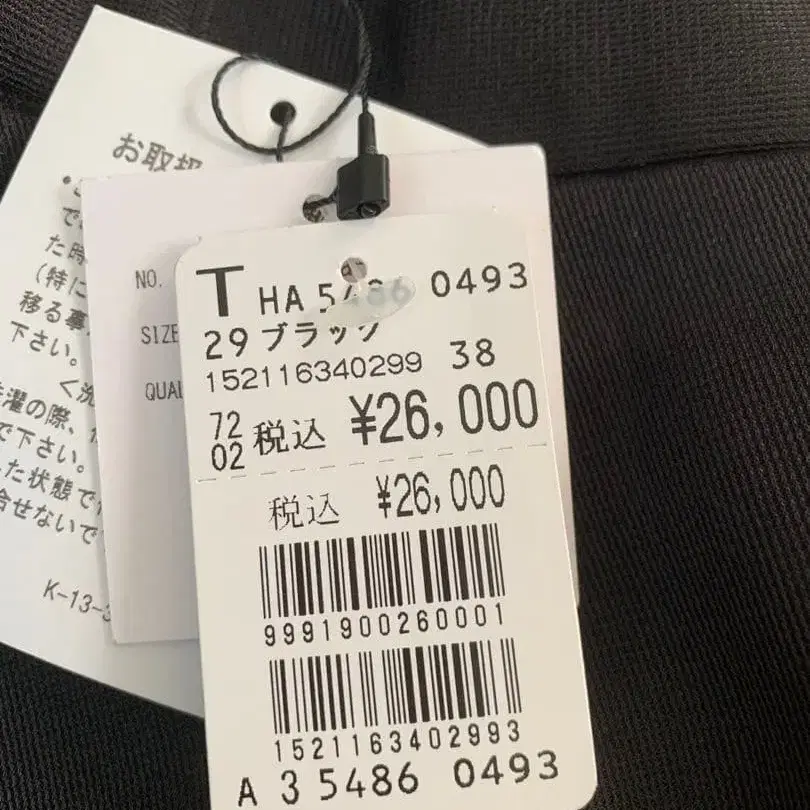 お取扱
で
た時
(特に
移る事
下さい。
く洗
洗濯の際、
で下さい。
た状態で
合せないで
K-13-3
NO.
SIZE
QUAL
T HA 5486 0493
29 ブラック
152116340299 38
72
02 税込 ¥26,000
税込 ¥26,000
9991900260001
1521163402993
A 3 5486 0493